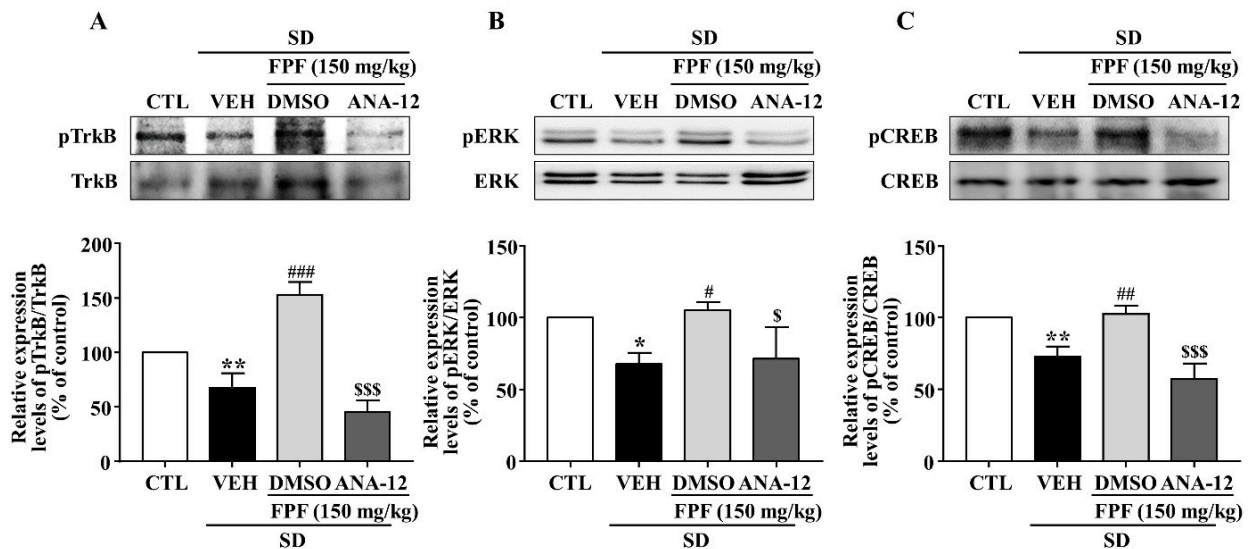 A
SD
FPF (150 mg/kg)
CTL VEH DMSO ANA-12
pTrkB
TrkB
Relative expression
levels of pTrkB/TrkB
(% of control)
200
150
100
50
0
**
###
$$$
CTL VEH DMSO ANA-12
FPF (150 mg/kg)
SD
B
SD
FPF (150 mg/kg)
CTL VEH DMSO ANA-12
pERK
ERK
Relative expression
levels of pERK/ERK
(% of control)
150
100
50
0
*
#
$
CTL VEH DMSO ANA-12
FPF (150 mg/kg)
SD
C
SD
FPF (150 mg/kg)
CTL VEH DMSO ANA-12
pCREB
CREB
Relative expression
levels of pCREB/CREB
(% of control)
150
100
50
0
**
##
$$$
CTL VEH DMSO ANA-12
FPF (150 mg/kg)
SD